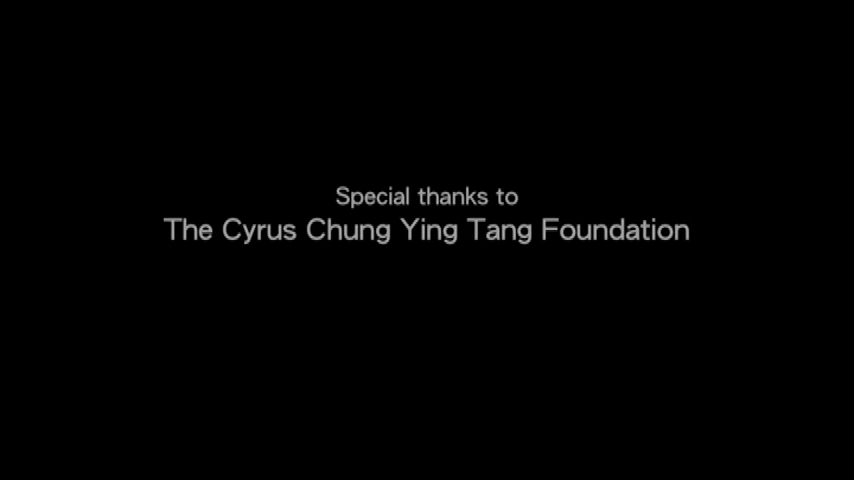 Special thanks to
The Cyrus Chung Ying Tang Foundation